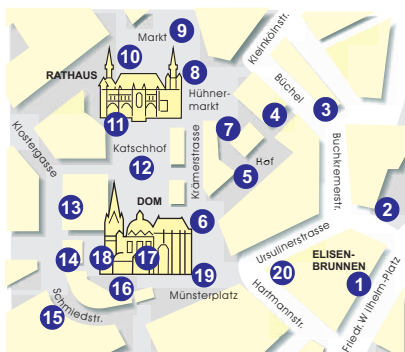 Markt
9
10
Kleinkölnstr.
RATHAUS
8
Hühner-
markt
Büchel
3
4
11
7
Klostergasse
Katschhof
12
Krämerstrasse
Hof
5
Buchkremerstr.
13
DOM
6
2
14
18
17
19
Ursulinerstrasse
ELISEN-
BRUNNEN
20
1
16
Münsterplatz
Hartmannstr.
Friedr.Wilhelm-Platz
15
Schmiedstr.